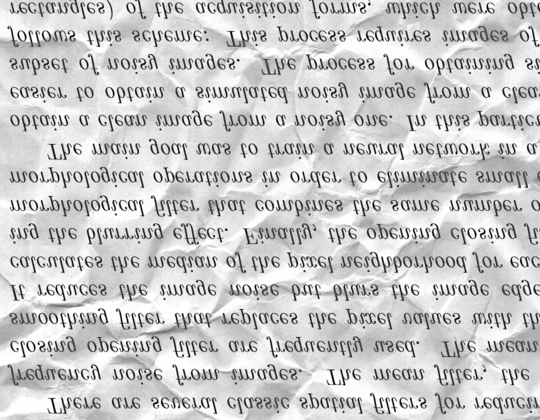 There are several classic spatial filters for reducin
frequency noise from images. The mean filter, the
closing opening filter are frequently used. The mean
smoothing filter that replaces the pixel values with th
It reduces the image noise but blurs the image edge
calculates the median of the pixel neighborhood for eac
ing the blurring effect. Finally, the opening closing fi
morphological filter that combines the same number o
morphological operations in order to eliminate small e
The main goal was to train a neural network in a
obtain a clean image from a noisy one. In this particu
easier to obtain a simulated noisy image from a clea
subset of noisy images. The process for obtaining si
follows this scheme: This process requires images of
rectangles) of the acquisition forms, which were obt